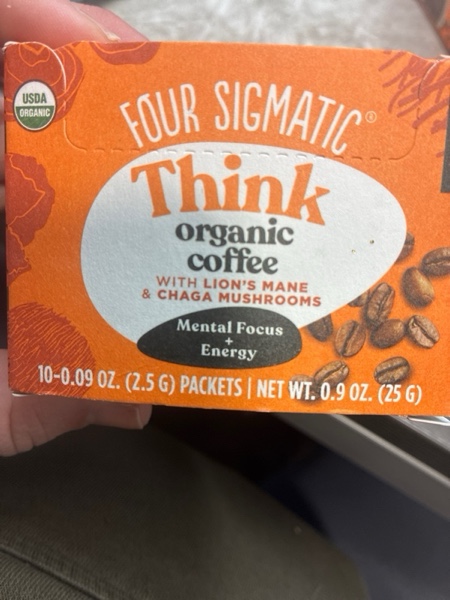 USDA
ORGANIC
FOUR SIGMATIC®
Think
organic
coffee
WITH LION'S MANE
& CHAGA MUSHROOMS
Mental Focus
+
Energy
10-0.09 OZ. (2.5 G) PACKETS | NET WT. 0.9 OZ. (25 G)